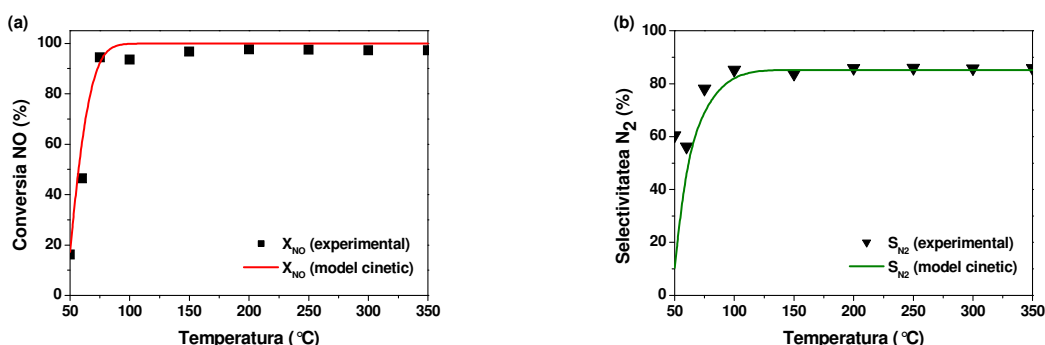 (a)
100
80
60
40
20
0
50 100 150 200 250 300 350
Conversia NO (%)
Temperatura (°C)
X_NO (experimental)
X_NO (model cinetic)
(b)
100
80
60
40
20
0
50 100 150 200 250 300 350
Selectivitatea N2 (%)
Temperatura (°C)
S_N2 (experimental)
S_N2 (model cinetic)